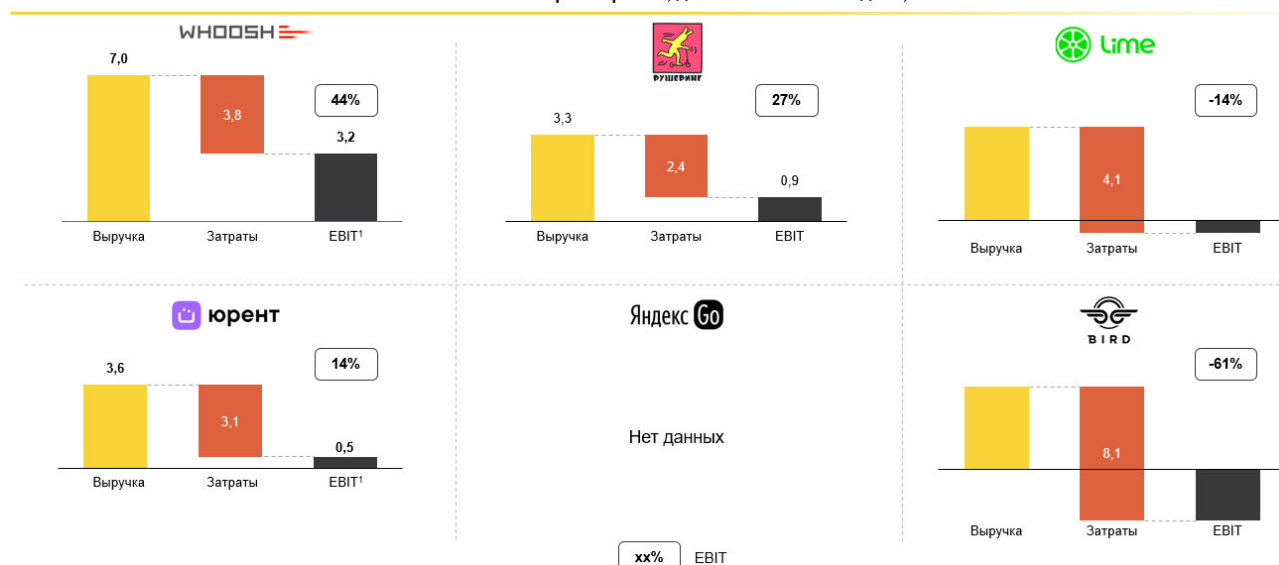 WHOOSH
7,0
3,8
44%
3,2
Выручка
Затраты
EBIT¹
РУШЕРИНГ
3,3
2,4
27%
0,9
Выручка
Затраты
EBIT
Lime
-14%
4,1
Выручка
Затраты
EBIT
юрент
3,6
3,1
14%
0,5
Выручка
Затраты
EBIT¹
Яндекс Go
Нет данных
xx% EBIT
BIRD
-61%
8,1
Выручка
Затраты
EBIT